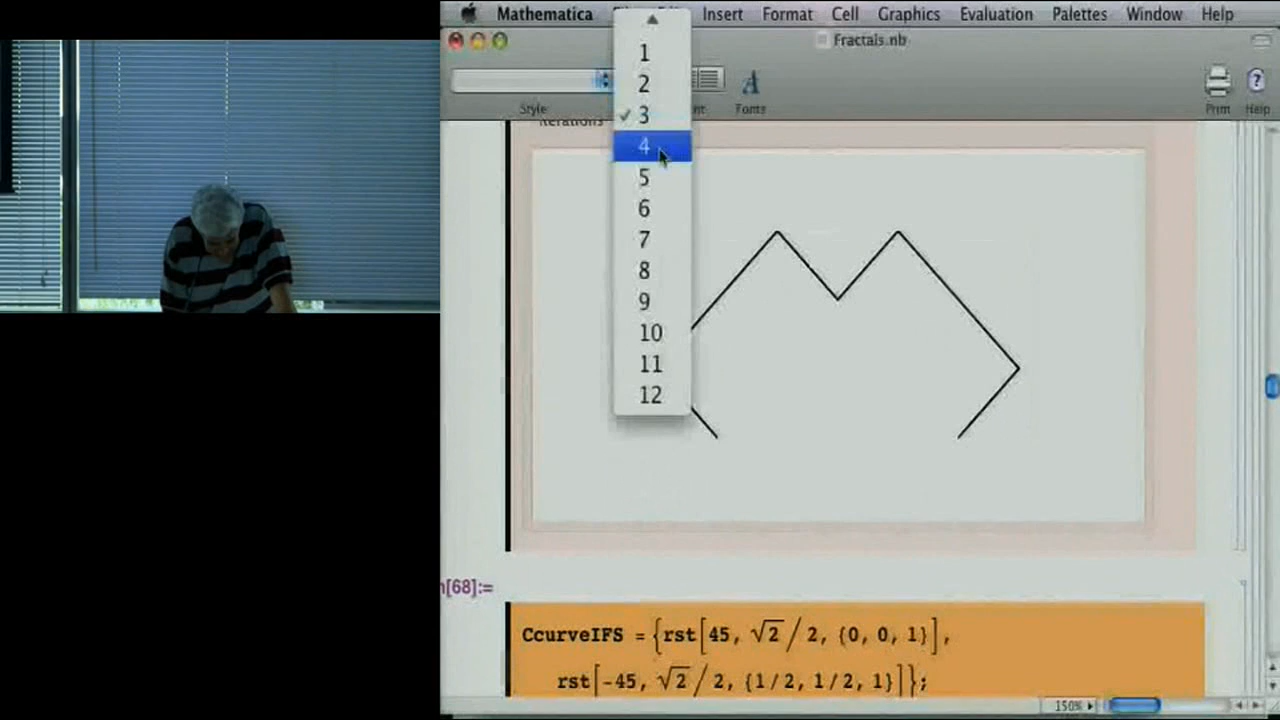 Mathematica Insert Format Cell Graphics Evaluation Palettes Window Help
Fractals.nb
Style Fonts Print Help
Iterations
1
2
✓ 3
4
5
6
7
8
9
10
11
12
[68]:=
CcurveIFS = {rst[45, √2 / 2, {0, 0, 1}],
rst[-45, √2 / 2, {1/2, 1/2, 1}]};
150%